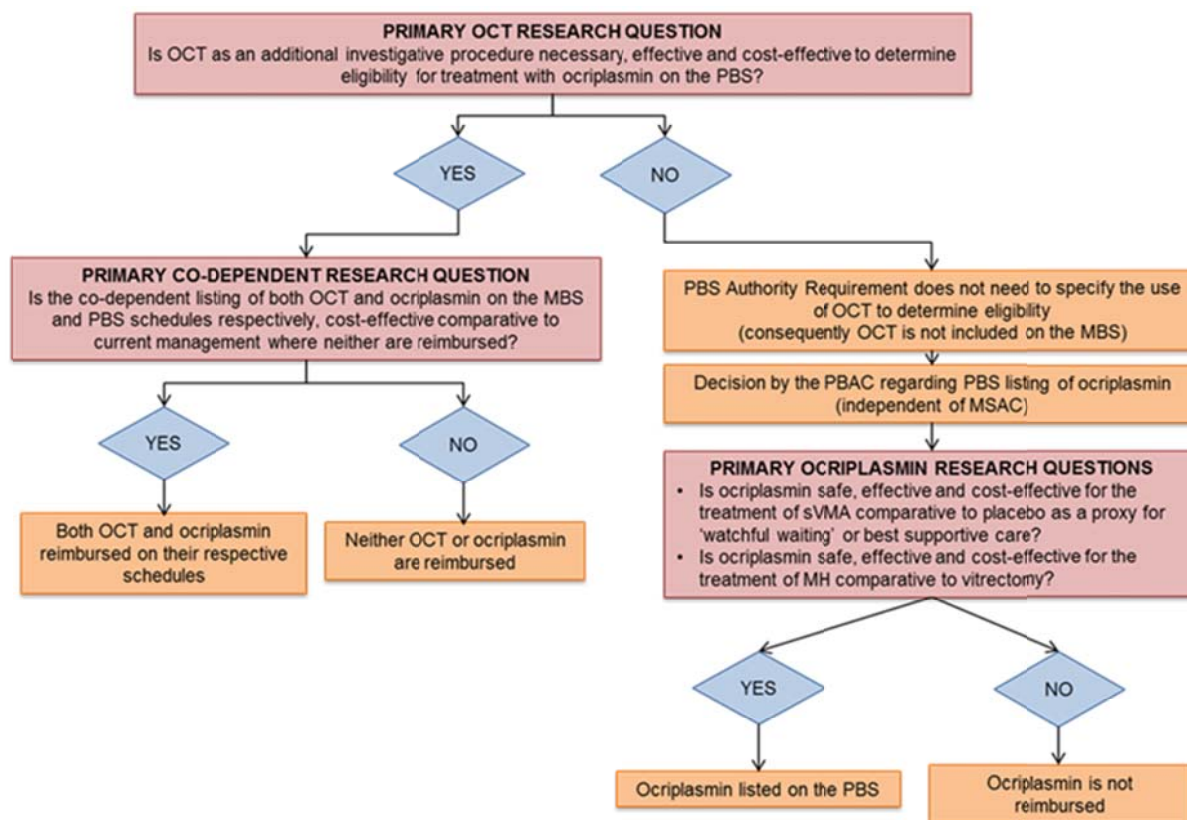 PRIMARY OCT RESEARCH QUESTION
Is OCT as an additional investigative procedure necessary, effective and cost-effective to determine
eligibility for treatment with ocriplasmin on the PBS?
YES
NO
PRIMARY CO-DEPENDENT RESEARCH QUESTION
Is the co-dependent listing of both OCT and ocriplasmin on the MBS
and PBS schedules respectively, cost-effective comparative to
current management where neither are reimbursed?
YES
NO
Both OCT and ocriplasmin
reimbursed on their respective
schedules
Neither OCT or ocriplasmin
are reimbursed
PBS Authority Requirement does not need to specify the use
of OCT to determine eligibility
(consequently OCT is not included on the MBS)
Decision by the PBAC regarding PBS listing of ocriplasmin
(independent of MSAC)
PRIMARY OCRIPLASMIN RESEARCH QUESTIONS
• Is ocriplasmin safe, effective and cost-effective for the
treatment of sVMA comparative to placebo as a proxy for
‘watchful waiting’ or best supportive care?
• Is ocriplasmin safe, effective and cost-effective for the
treatment of MH comparative to vitrectomy?
YES
NO
Ocriplasmin listed on the PBS
Ocriplasmin is not
reimbursed